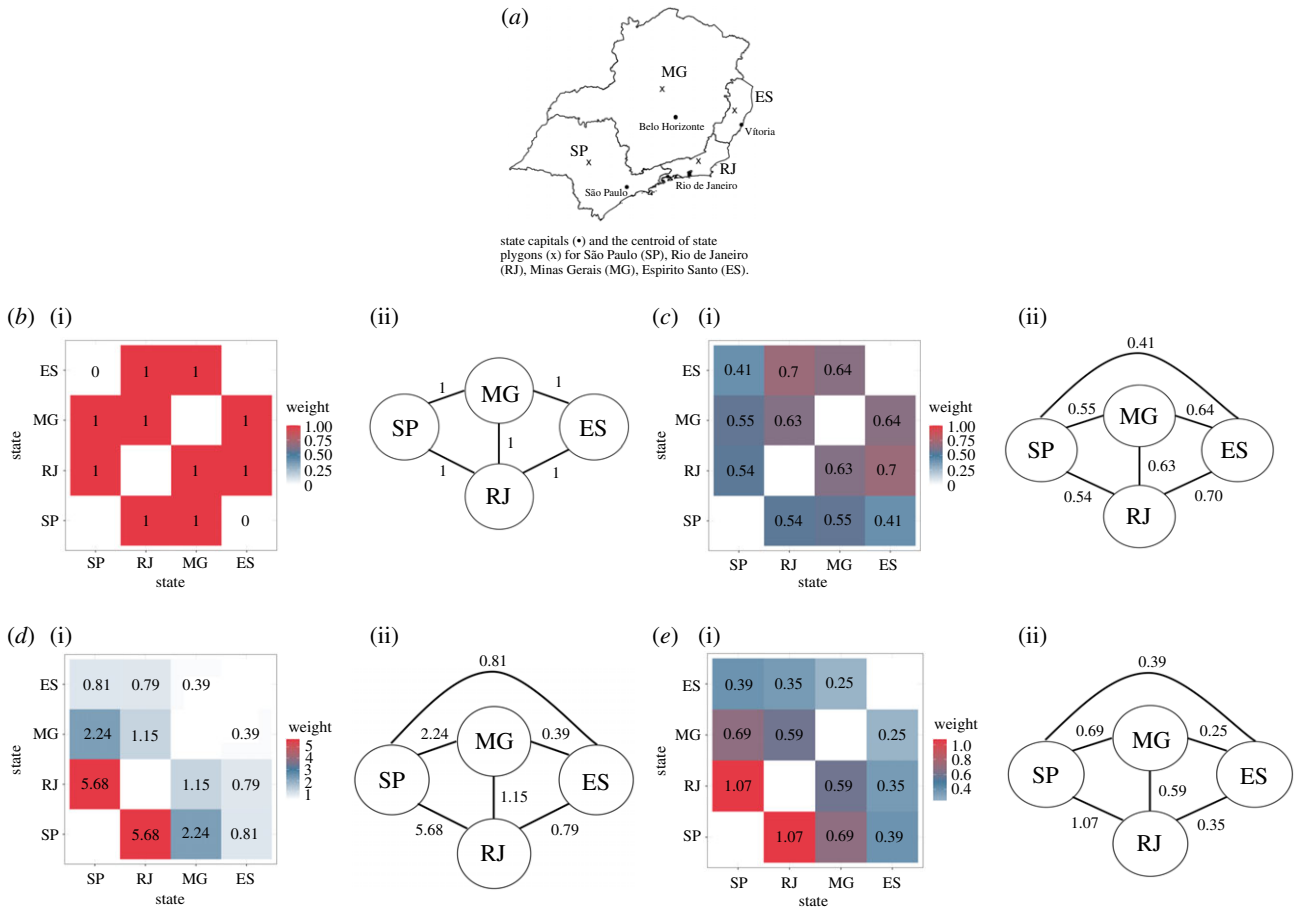 (a)
MG
ES
Belo Horizonte
Vítoria
SP
RJ
São Paulo
Rio de Janeiro
state capitals (•) and the centroid of state
plygons (x) for São Paulo (SP), Rio de Janeiro
(RJ), Minas Gerais (MG), Espirito Santo (ES).
(b) (i)
ES 0 1 1
MG 1 1 1
RJ 1 1 1
SP 1 1 0
SP RJ MG ES
state
state
weight
1.00
0.75
0.50
0.25
0
(ii)
MG
1 1
SP ES
1
1 1
RJ
(c) (i)
ES 0.41 0.7 0.64
MG 0.55 0.63 0.64
RJ 0.54 0.63 0.7
SP 0.54 0.55 0.41
SP RJ MG ES
state
state
weight
1.00
0.75
0.50
0.25
0
(ii)
0.41
0.55 MG 0.64
SP ES
0.63
0.54 0.70
RJ
(d) (i)
ES 0.81 0.79 0.39
MG 2.24 1.15 0.39
RJ 5.68 1.15 0.79
SP 5.68 2.24 0.81
SP RJ MG ES
state
state
weight
5
4
3
2
1
(ii)
0.81
2.24 MG 0.39
SP ES
1.15
5.68 0.79
RJ
(e) (i)
ES 0.39 0.35 0.25
MG 0.69 0.59 0.25
RJ 1.07 0.59 0.35
SP 1.07 0.69 0.39
SP RJ MG ES
state
state
weight
1.0
0.8
0.6
0.4
(ii)
0.39
0.69 MG 0.25
SP ES
0.59
1.07 0.35
RJ